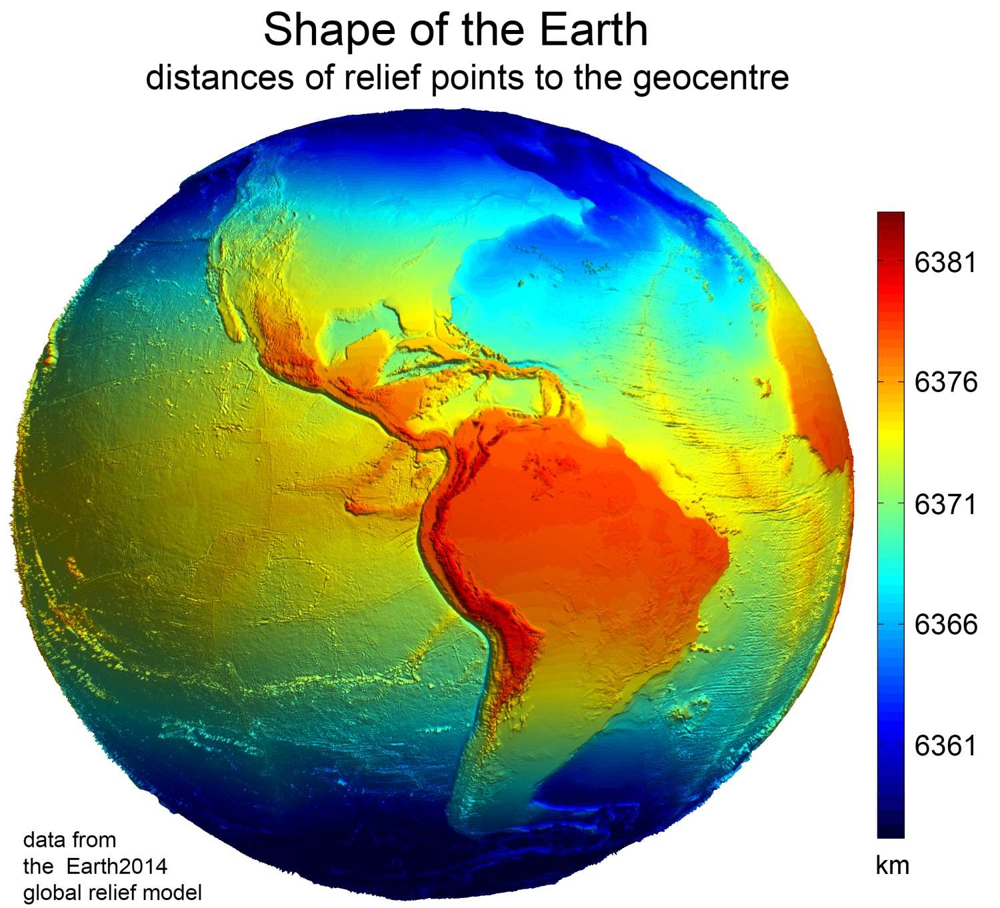 Shape of the Earth
distances of relief points to the geocentre
6381
6376
6371
6366
6361
km
data from
the  Earth2014
global relief model